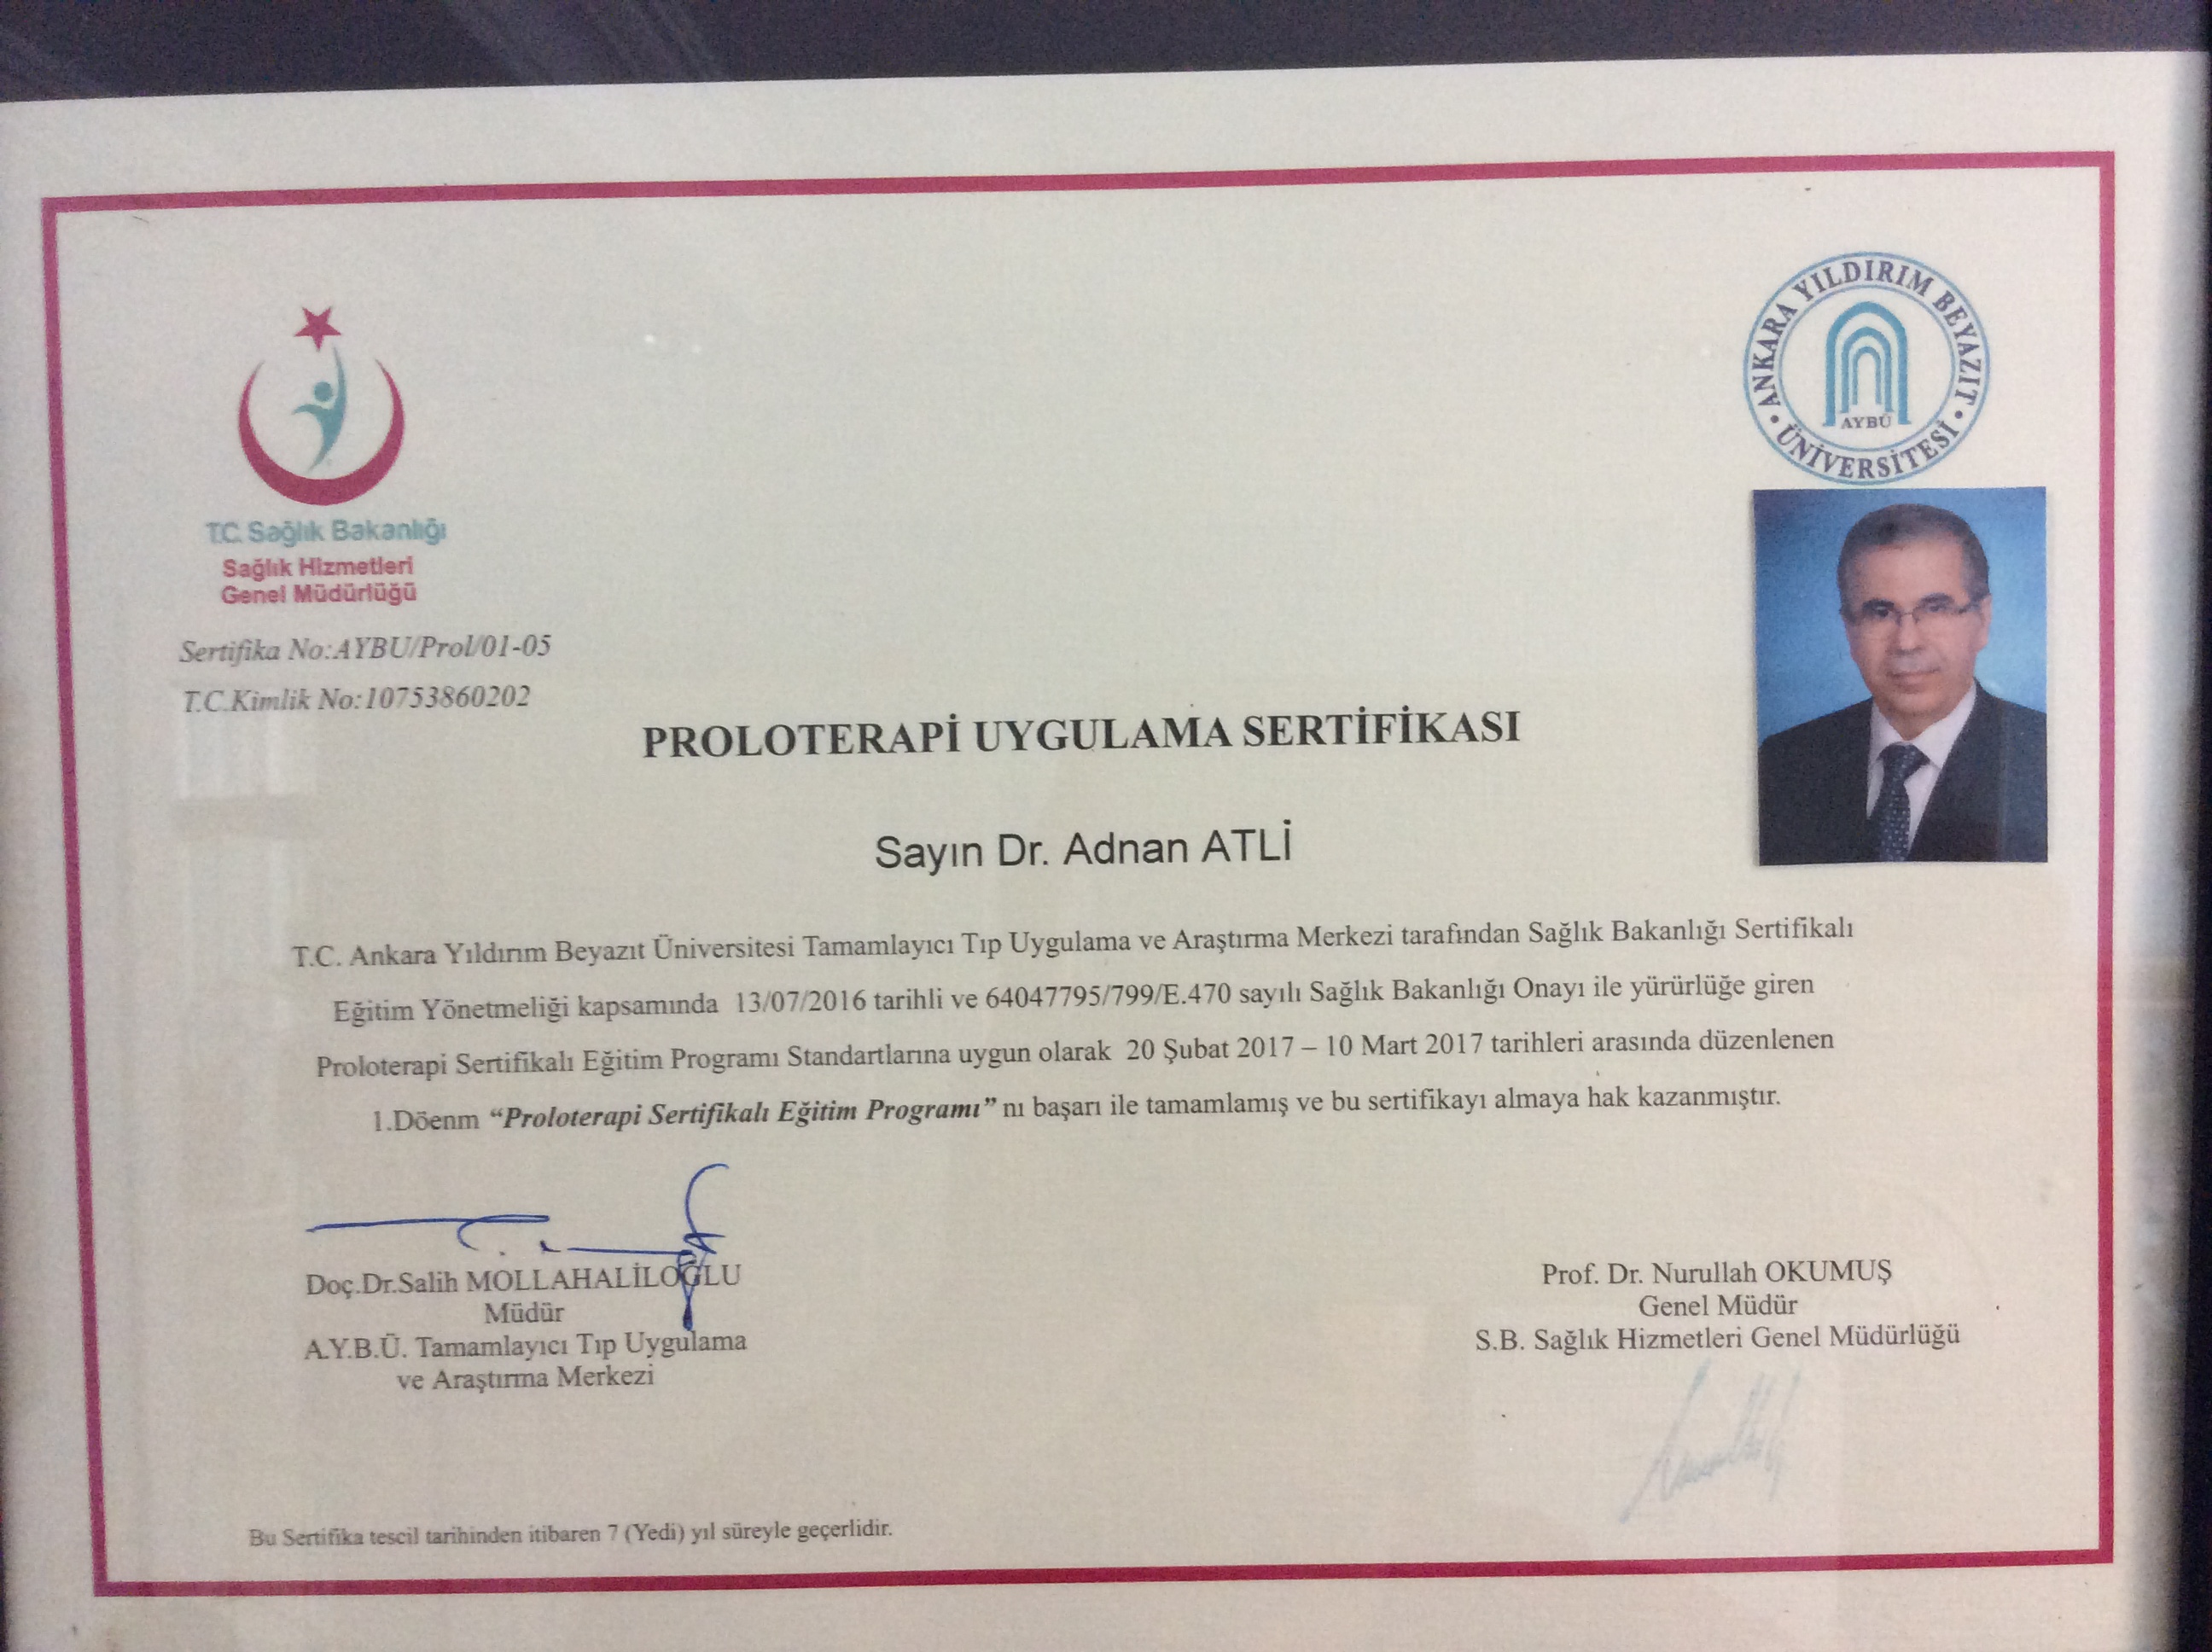 ANKARA YILDIRIM BEYAZIT ÜNİVERSİTESİ
AYBÜ
T.C. Sağlık Bakanlığı
Sağlık Hizmetleri
Genel Müdürlüğü
Sertifika No:AYBU/Prol/01-05
T.C.Kimlik No:10753860202
PROLOTERAPİ UYGULAMA SERTİFİKASI
Sayın Dr. Adnan ATLİ
T.C. Ankara Yıldırım Beyazıt Üniversitesi Tamamlayıcı Tıp Uygulama ve Araştırma Merkezi tarafından Sağlık Bakanlığı Sertifikalı
Eğitim Yönetmeliği kapsamında 13/07/2016 tarihli ve 64047795/799/E.470 sayılı Sağlık Bakanlığı Onayı ile yürürlüğe giren
Proloterapi Sertifikalı Eğitim Programı Standartlarına uygun olarak 20 Şubat 2017 – 10 Mart 2017 tarihleri arasında düzenlenen
1.Döenm “Proloterapi Sertifikalı Eğitim Programı” nı başarı ile tamamlamış ve bu sertifikayı almaya hak kazanmıştır.
Doç.Dr.Salih MOLLAHALİLOĞLU
Müdür
A.Y.B.Ü. Tamamlayıcı Tıp Uygulama
ve Araştırma Merkezi
Prof. Dr. Nurullah OKUMUŞ
Genel Müdür
S.B. Sağlık Hizmetleri Genel Müdürlüğü
Bu Sertifika tescil tarihinden itibaren 7 (Yedi) yıl süreyle geçerlidir.